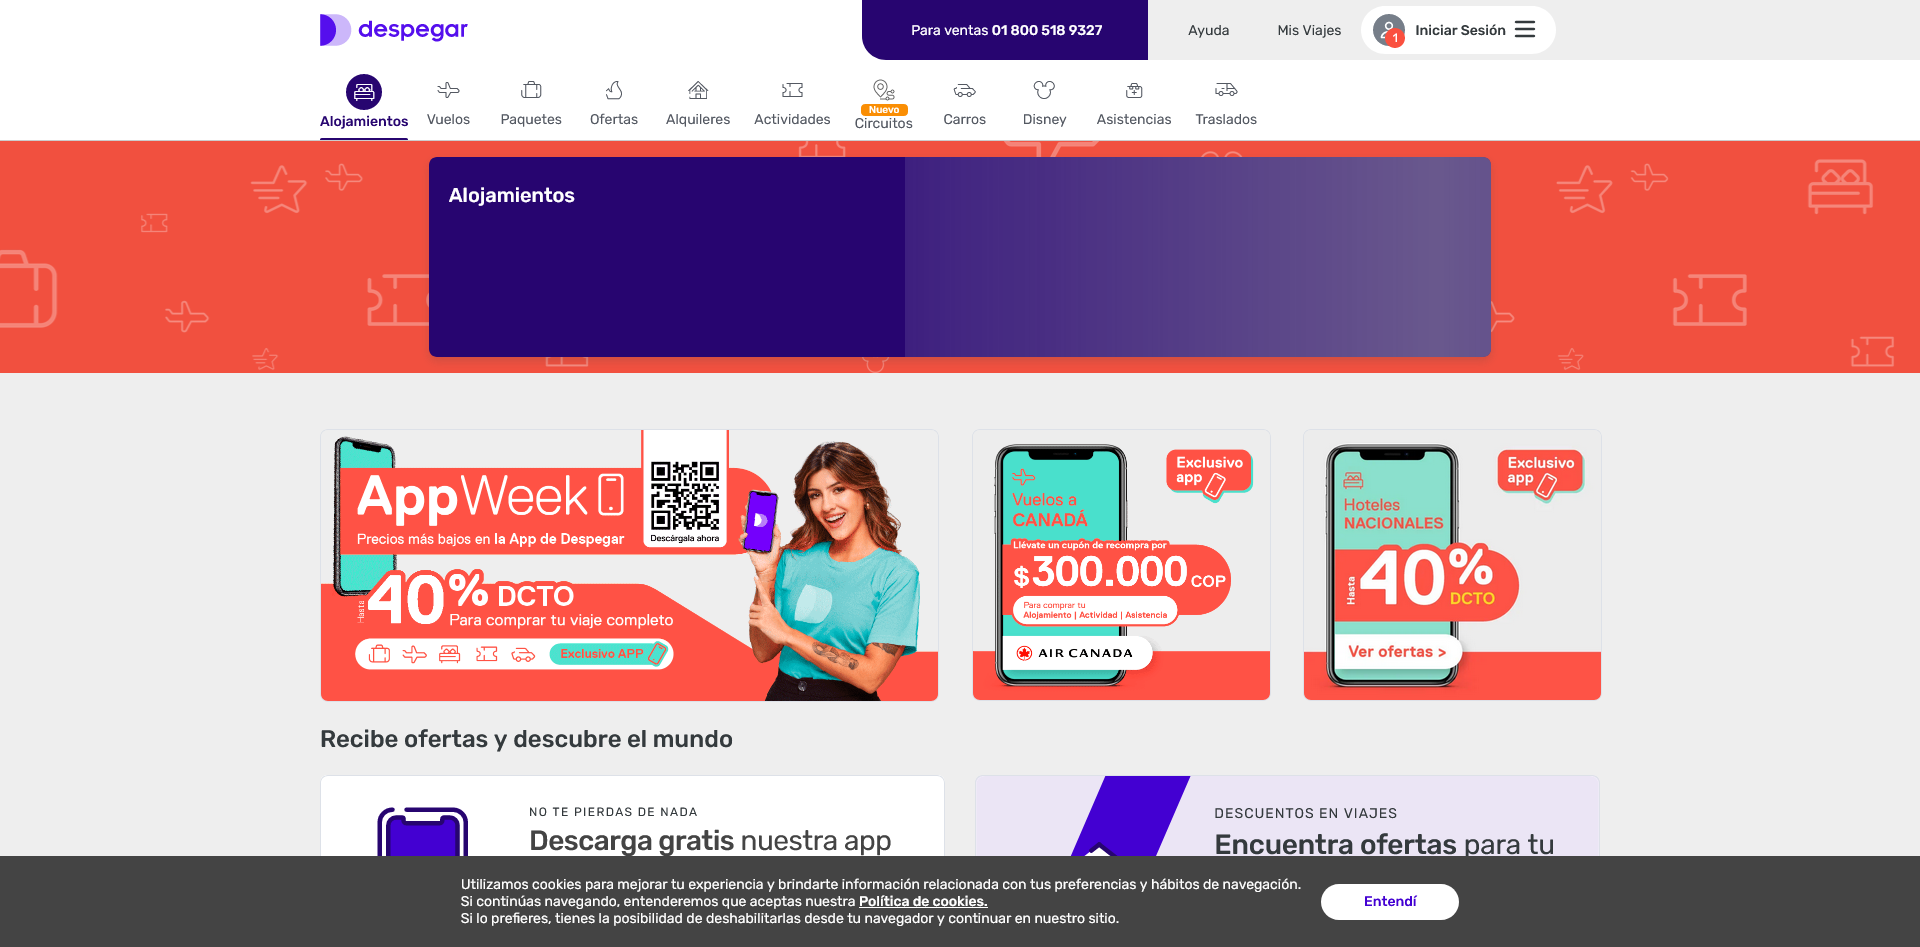 despegar
Para ventas 01 800 518 9327
Ayuda
Mis Viajes
1
Iniciar Sesión
Alojamientos
Vuelos
Paquetes
Ofertas
Alquileres
Actividades
Nuevo
Circuitos
Carros
Disney
Asistencias
Traslados
Alojamientos
AppWeek
Precios más bajos en la App de Despegar
Descárgala ahora
Hasta
40% DCTO
Para comprar tu viaje completo
Exclusivo APP
Exclusivo
app
Vuelos a
CANADÁ
Llévate un cupón de recompra por
$300.000 COP
Para comprar tu
Alojamiento | Actividad | Asistencia
AIR CANADA
Exclusivo
app
Hoteles
NACIONALES
Hasta
40%
DCTO
Ver ofertas >
Recibe ofertas y descubre el mundo
NO TE PIERDAS DE NADA
Descarga gratis nuestra app
DESCUENTOS EN VIAJES
Encuentra ofertas para tu
Utilizamos cookies para mejorar tu experiencia y brindarte información relacionada con tus preferencias y hábitos de navegación.
Si continúas navegando, entenderemos que aceptas nuestra Política de cookies.
Si lo prefieres, tienes la posibilidad de deshabilitarlas desde tu navegador y continuar en nuestro sitio.
Entendí